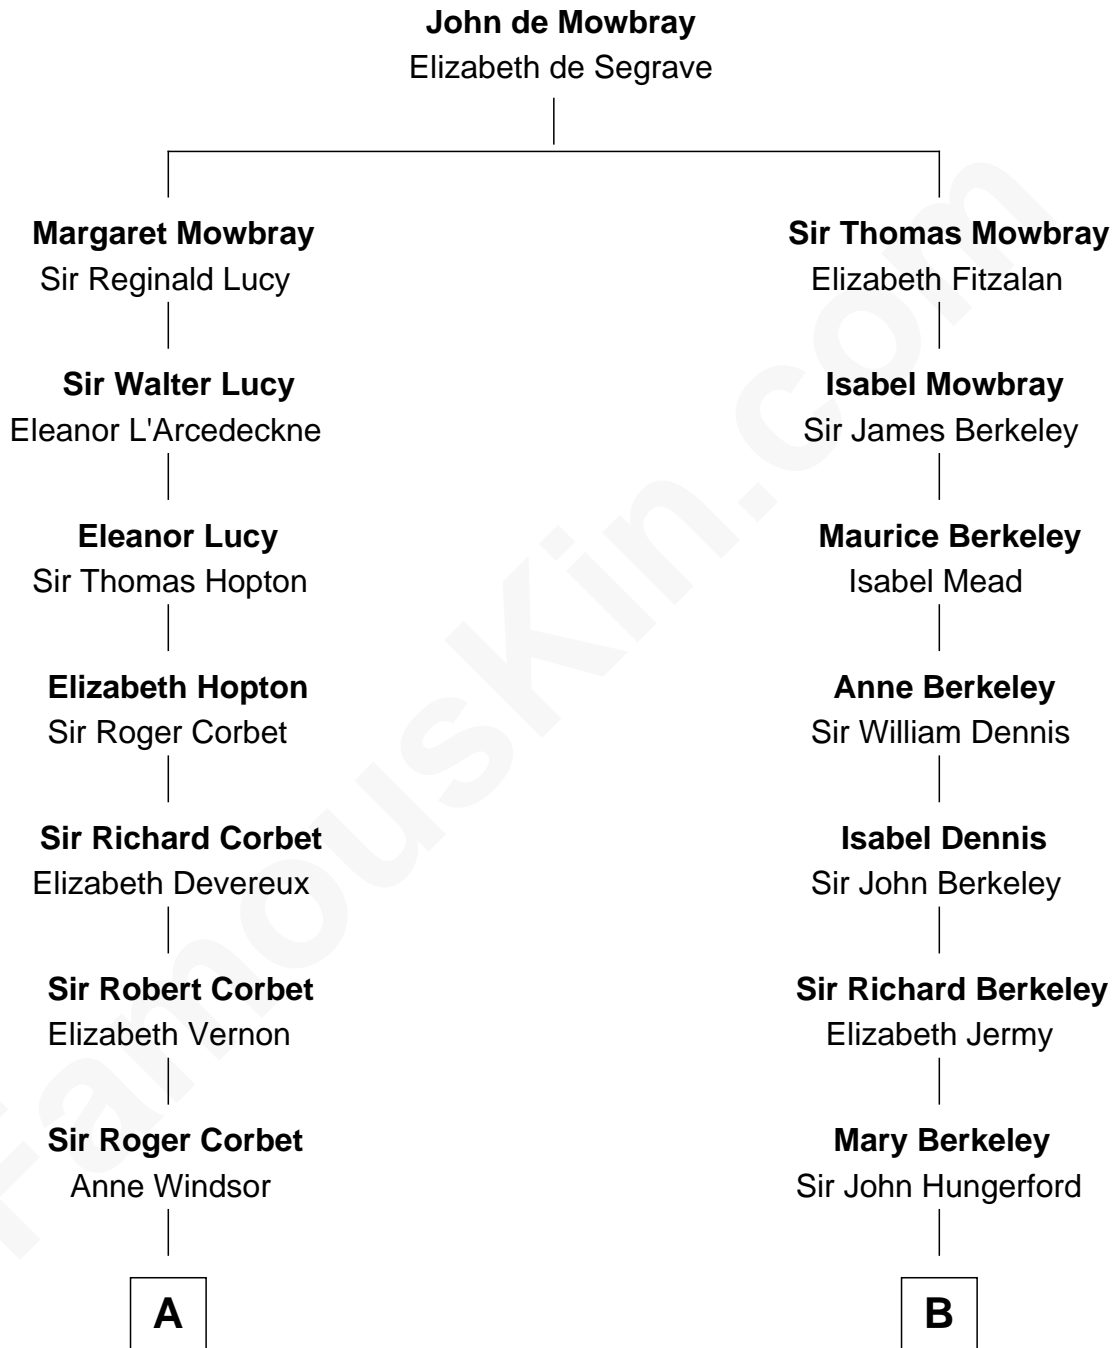 John de Mowbray
Elizabeth de Segrave
Margaret Mowbray
Sir Reginald Lucy
Sir Thomas Mowbray
Elizabeth Fitzalan
Sir Walter Lucy
Eleanor L'Arcedeckne
Isabel Mowbray
Sir James Berkeley
Eleanor Lucy
Sir Thomas Hopton
Maurice Berkeley
Isabel Mead
Elizabeth Hopton
Sir Roger Corbet
Anne Berkeley
Sir William Dennis
Sir Richard Corbet
Elizabeth Devereux
Isabel Dennis
Sir John Berkeley
Sir Robert Corbet
Elizabeth Vernon
Sir Richard Berkeley
Elizabeth Jermy
Sir Roger Corbet
Anne Windsor
Mary Berkeley
Sir John Hungerford
A
B
FamousKin.com